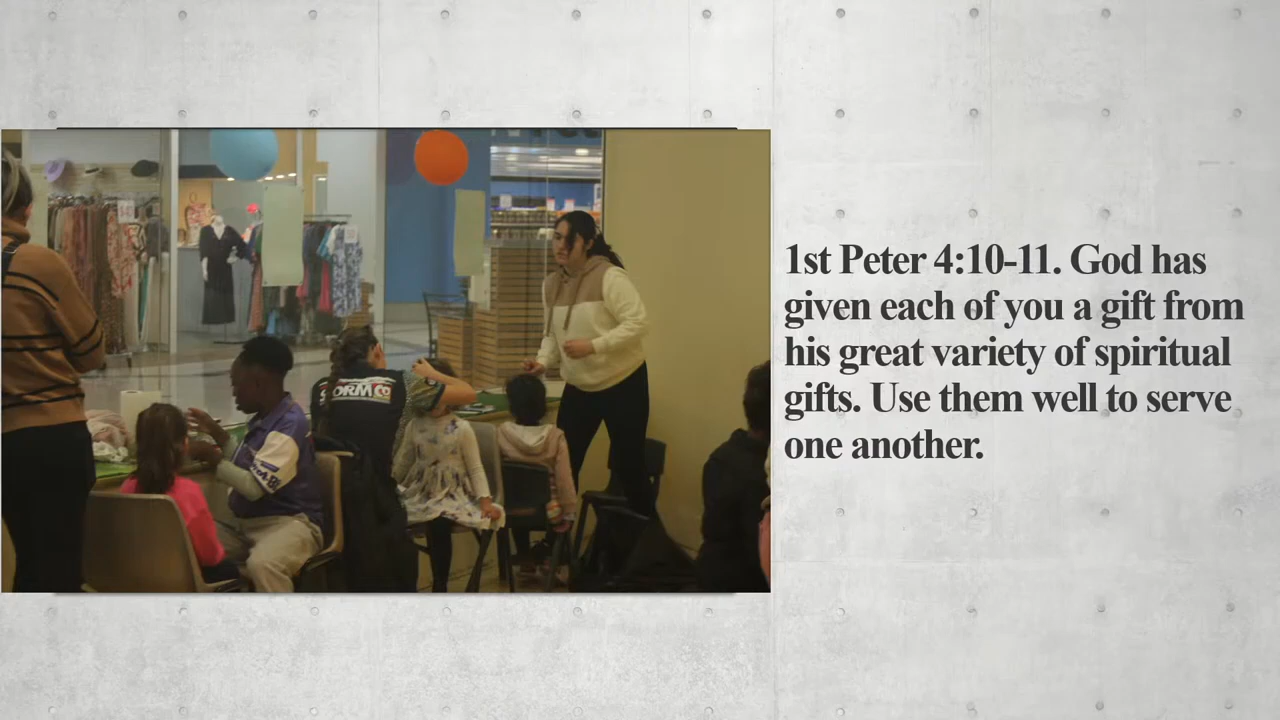 1st Peter 4:10-11. God has
given each of you a gift from
his great variety of spiritual
gifts. Use them well to serve
one another.
STORMCo